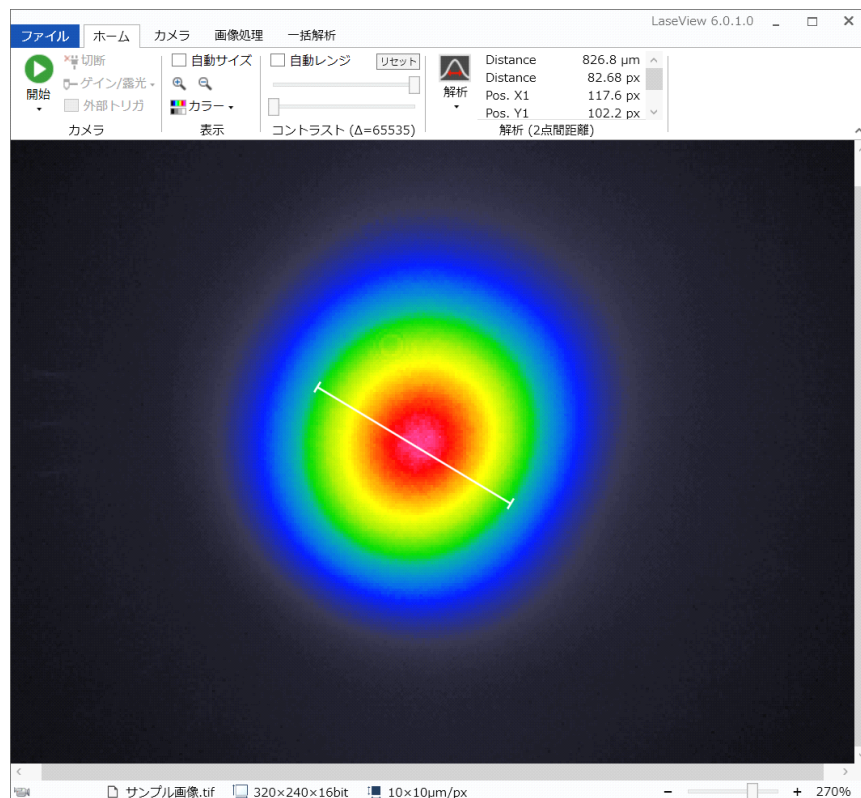 LaseView 6.0.1.0
ファイル ホーム カメラ 画像処理 一括解析
開始
切断
ゲイン/露光
外部トリガ
カメラ
自動サイズ
カラー
表示
自動レンジ リセット
コントラスト (Δ=65535)
解析
Distance 826.8 µm
Distance 82.68 px
Pos. X1 117.6 px
Pos. Y1 102.2 px
解析 (2点間距離)
サンプル画像.tif 320×240×16bit 10×10µm/px - + 270%